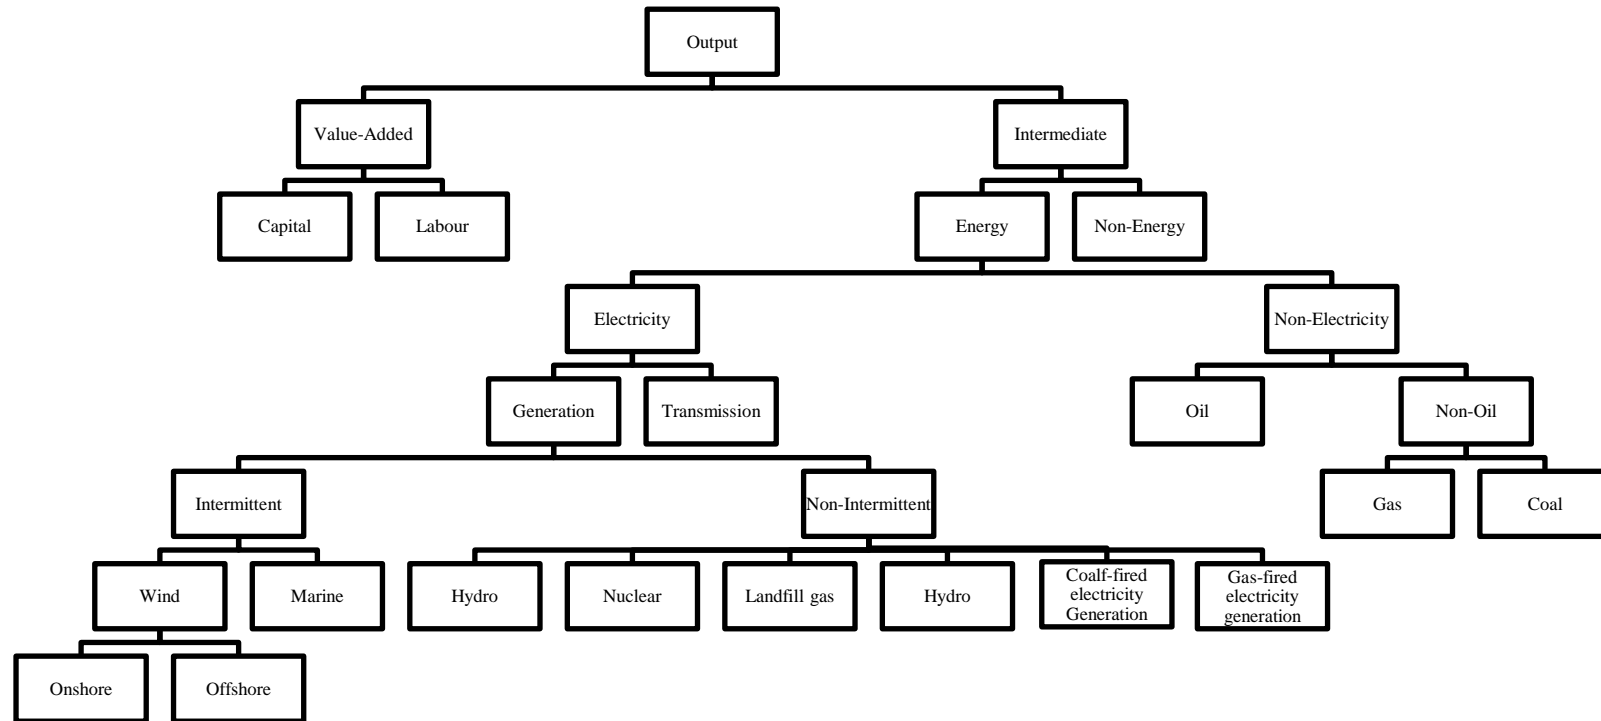 Output
Value-Added
Intermediate
Capital
Labour
Energy
Non-Energy
Electricity
Non-Electricity
Generation
Transmission
Oil
Non-Oil
Intermittent
Non-Intermittent
Gas
Coal
Wind
Marine
Hydro
Nuclear
Landfill gas
Hydro
Coalf-fired
electricity
Generation
Gas-fired
electricity
generation
Onshore
Offshore